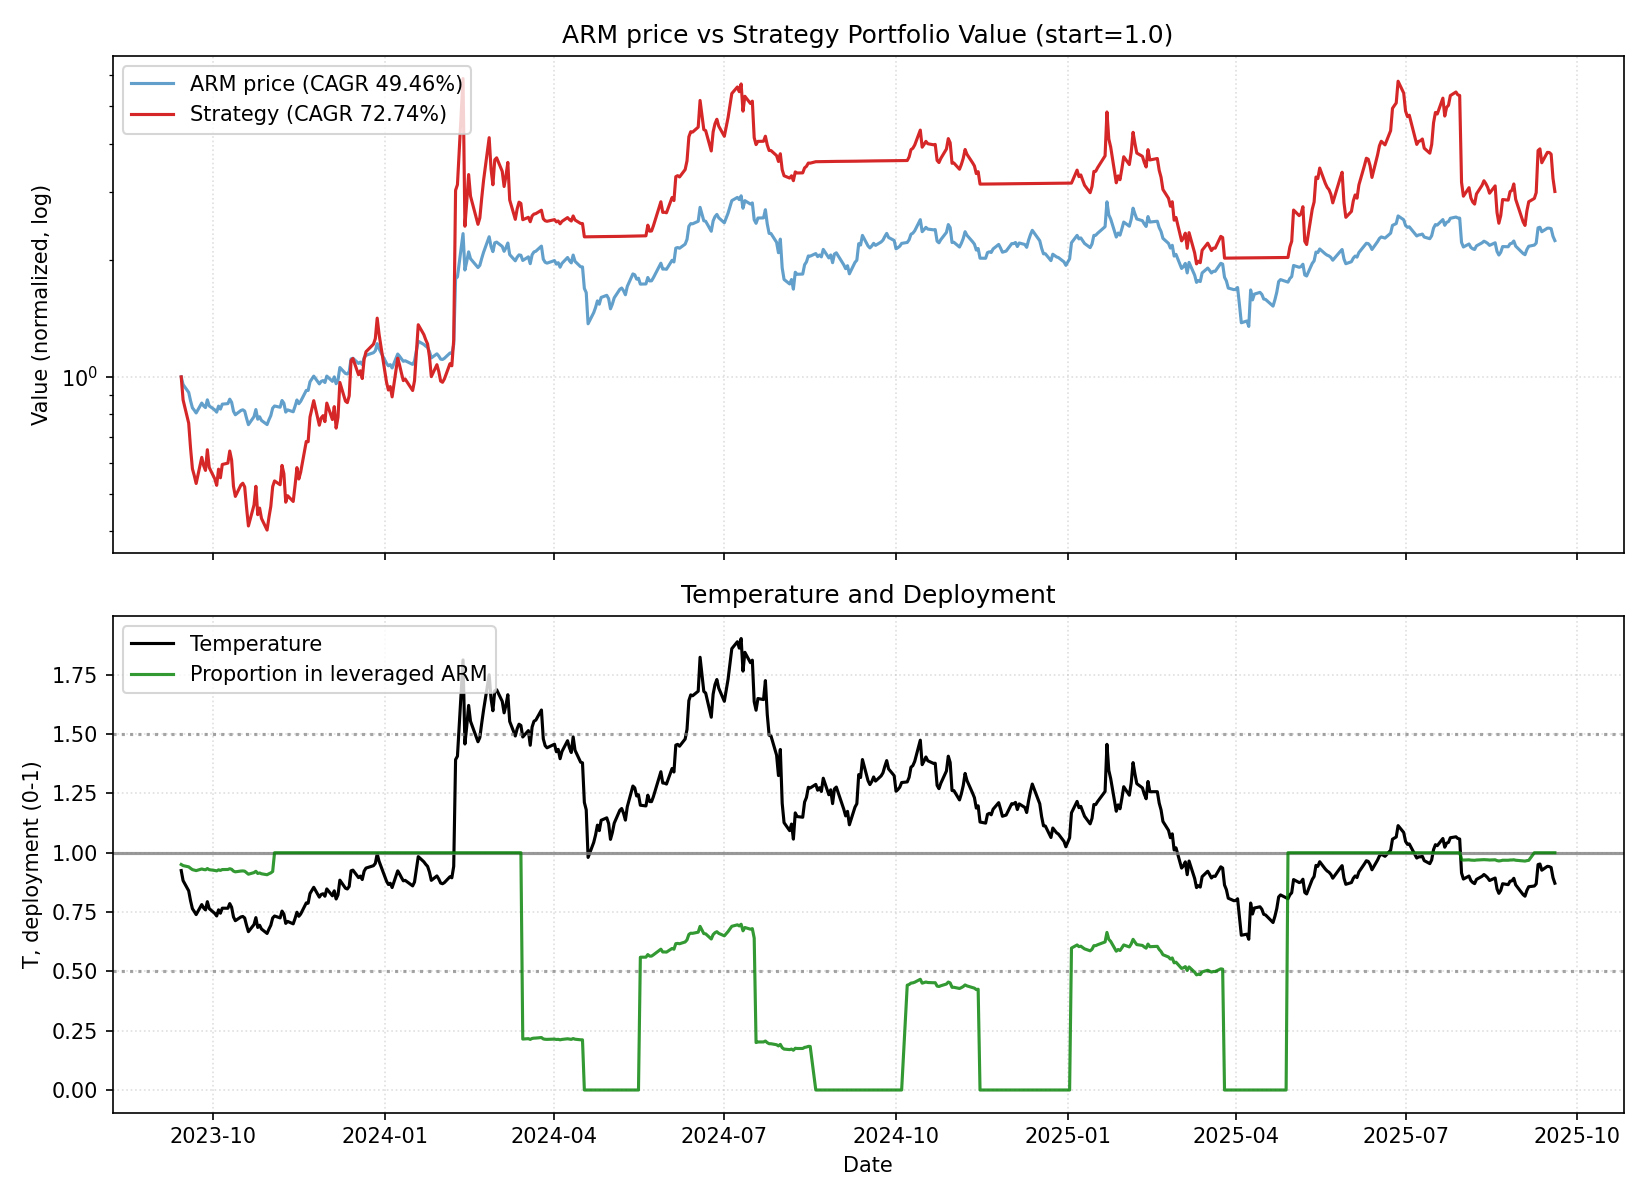 ARM price vs Strategy Portfolio Value (start=1.0)
ARM price (CAGR 49.46%)
Strategy (CAGR 72.74%)
Value (normalized, log)
10⁰
Temperature and Deployment
Temperature
Proportion in leveraged ARM
T, deployment (0-1)
1.75
1.50
1.25
1.00
0.75
0.50
0.25
0.00
2023-10 2024-01 2024-04 2024-07 2024-10 2025-01 2025-04 2025-07 2025-10
Date